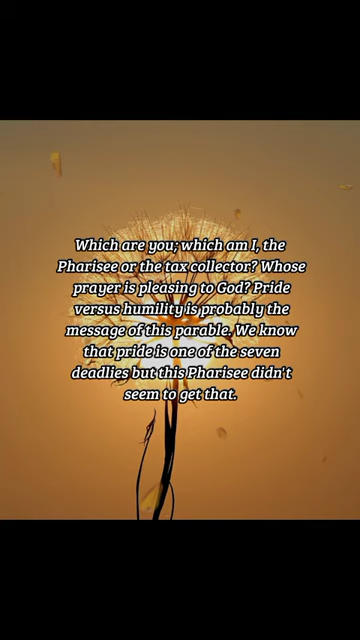 Which are you; which am I, the
Pharisee or the tax collector? Whose
prayer is pleasing to God? Pride
versus humility is probably the
message of this parable. We know
that pride is one of the seven
deadlies but this Pharisee didn't
seem to get that.